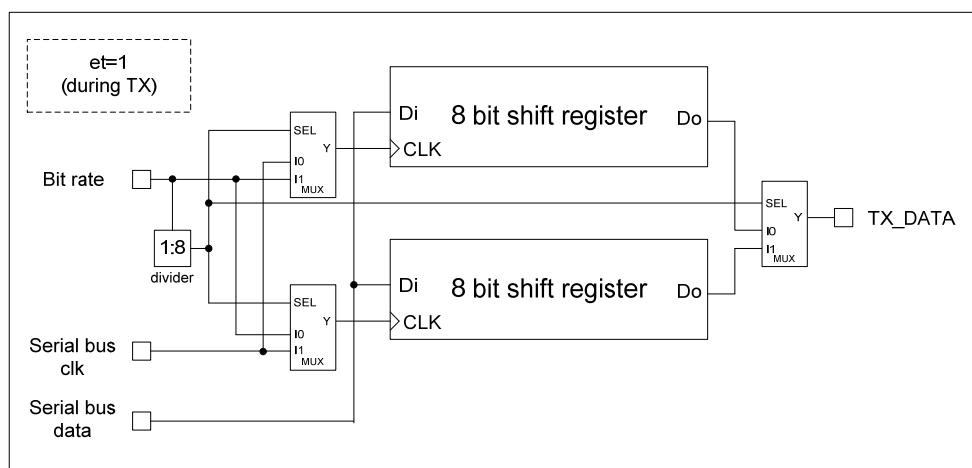 et=1
(during TX)
SEL
I0
I1
Y
MUX
Di
8 bit shift register
Do
CLK
Bit rate
1:8
divider
SEL
I0
I1
Y
MUX
TX_DATA
SEL
I0
I1
Y
MUX
Di
8 bit shift register
Do
CLK
Serial bus
clk
Serial bus
data